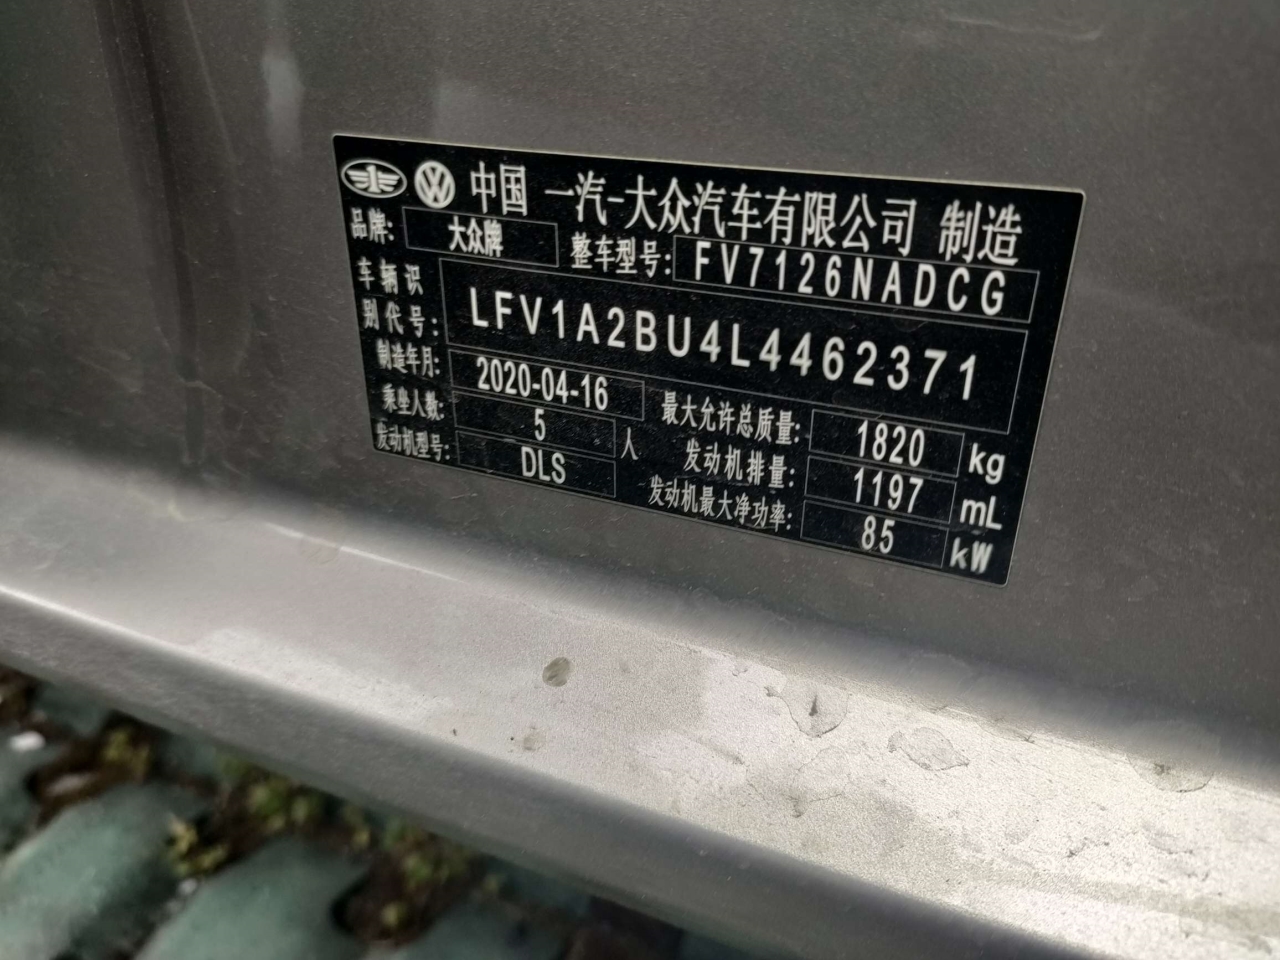 中国 一汽-大众汽车有限公司 制造
品牌: 大众牌 整车型号: FV7126NADCG
车辆识别代号: LFV1A2BU4L4462371
制造年月: 2020-04-16 最大允许总质量: 1820 kg
乘坐人数: 5 人 发动机排量: 1197 mL
发动机型号: DLS 发动机最大净功率: 85 kW